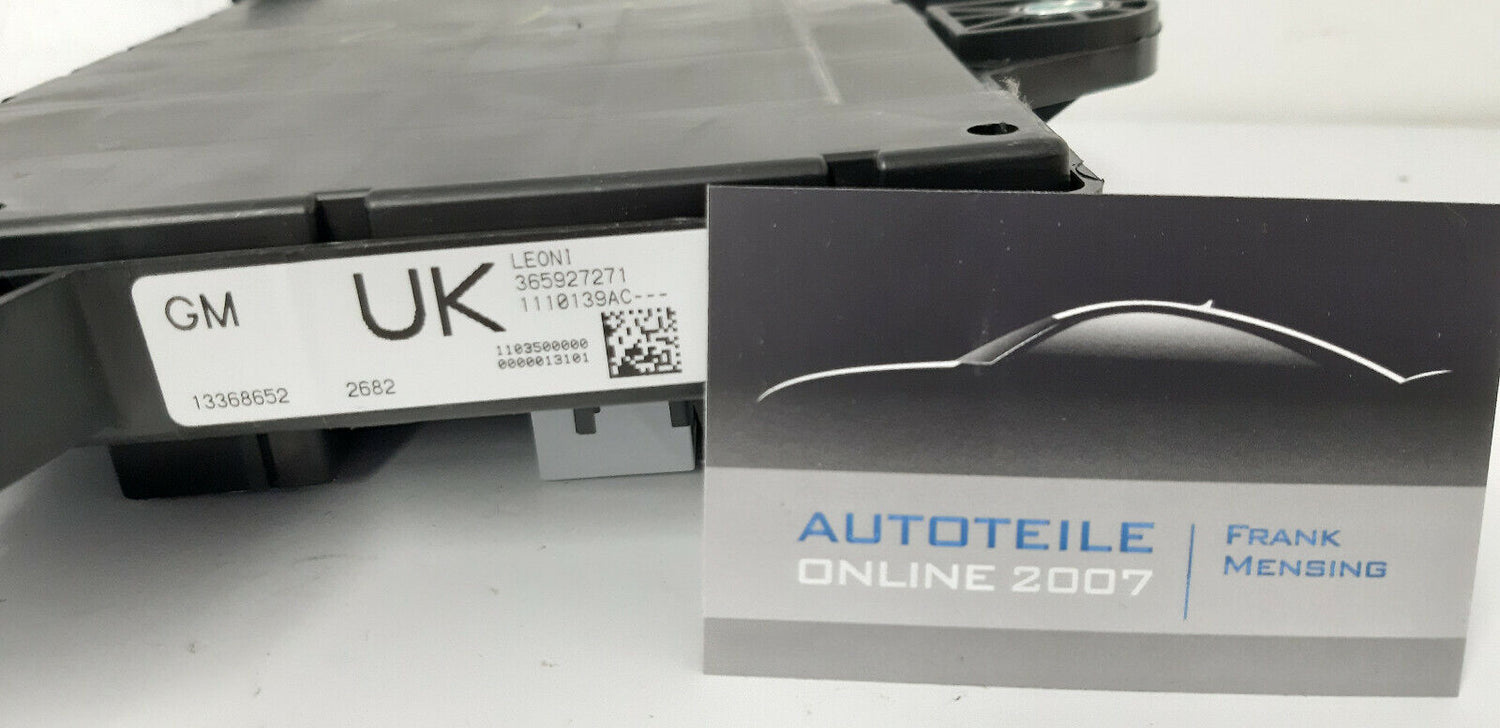 GM
UK
LEONI
365927271
1110139AC---
1103500000
0000013101
13368652
2682
AUTOTEILE
ONLINE 2007
FRANK
MENSING